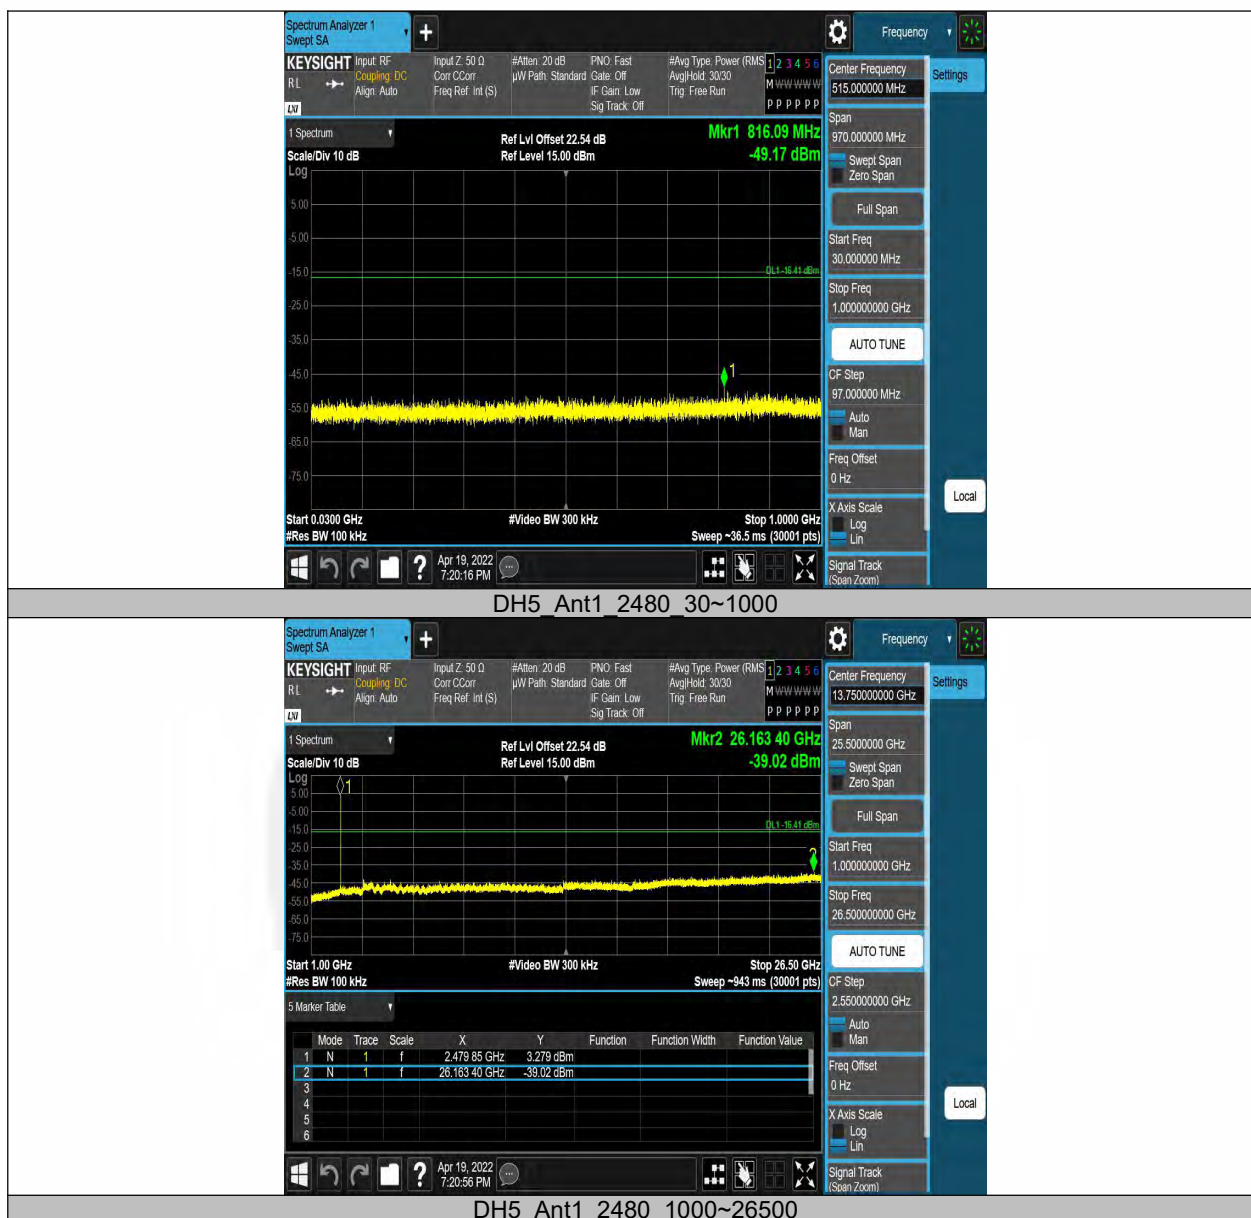 Spectrum Analyzer 1
Swept SA
+
Frequency
KEYSIGHT
RL
LXI
Input: RF
Coupling: DC
Align: Auto
Input Z: 50 Ω
Corr CCorr
Freq Ref: Int (S)
#Atten: 20 dB
µW Path: Standard
PNO: Fast
Gate: Off
IF Gain: Low
Sig Track: Off
#Avg Type: Power (RMS
Avg|Hold: 30/30
Trig: Free Run
1 2 3 4 5 6
M W W W W W
P P P P P P
Center Frequency
515.000000 MHz
Settings
1 Spectrum
Scale/Div 10 dB
Ref Lvl Offset 22.54 dB
Ref Level 15.00 dBm
Mkr1 816.09 MHz
-49.17 dBm
Log
5.00
-5.00
-15.0
-25.0
-35.0
-45.0
-55.0
-65.0
-75.0
DL1 -16.41 dBm
1
Start 0.0300 GHz
#Res BW 100 kHz
#Video BW 300 kHz
Stop 1.0000 GHz
Sweep ~36.5 ms (30001 pts)
Span
970.000000 MHz
Swept Span
Zero Span
Full Span
Start Freq
30.000000 MHz
Stop Freq
1.000000000 GHz
AUTO TUNE
CF Step
97.000000 MHz
Auto
Man
Freq Offset
0 Hz
X Axis Scale
Log
Lin
Signal Track
(Span Zoom)
Local
?
Apr 19, 2022
7:20:16 PM
DH5_Ant1_2480_30~1000
Spectrum Analyzer 1
Swept SA
+
Frequency
KEYSIGHT
RL
LXI
Input: RF
Coupling: DC
Align: Auto
Input Z: 50 Ω
Corr CCorr
Freq Ref: Int (S)
#Atten: 20 dB
µW Path: Standard
PNO: Fast
Gate: Off
IF Gain: Low
Sig Track: Off
#Avg Type: Power (RMS
Avg|Hold: 30/30
Trig: Free Run
1 2 3 4 5 6
M W W W W W
P P P P P P
Center Frequency
13.750000000 GHz
Settings
1 Spectrum
Scale/Div 10 dB
Ref Lvl Offset 22.54 dB
Ref Level 15.00 dBm
Mkr2 26.163 40 GHz
-39.02 dBm
Log
5.00
-5.00
-15.0
-25.0
-35.0
-45.0
-55.0
-65.0
-75.0
1
DL1 -16.41 dBm
2
Start 1.00 GHz
#Res BW 100 kHz
#Video BW 300 kHz
Stop 26.50 GHz
Sweep ~943 ms (30001 pts)
5 Marker Table
Mode Trace Scale X Y Function Function Width Function Value
1 N 1 f 2.479 85 GHz 3.279 dBm
2 N 1 f 26.163 40 GHz -39.02 dBm
3
4
5
6
Span
25.5000000 GHz
Swept Span
Zero Span
Full Span
Start Freq
1.000000000 GHz
Stop Freq
26.500000000 GHz
AUTO TUNE
CF Step
2.550000000 GHz
Auto
Man
Freq Offset
0 Hz
X Axis Scale
Log
Lin
Signal Track
(Span Zoom)
Local
?
Apr 19, 2022
7:20:56 PM
DH5_Ant1_2480_1000~26500